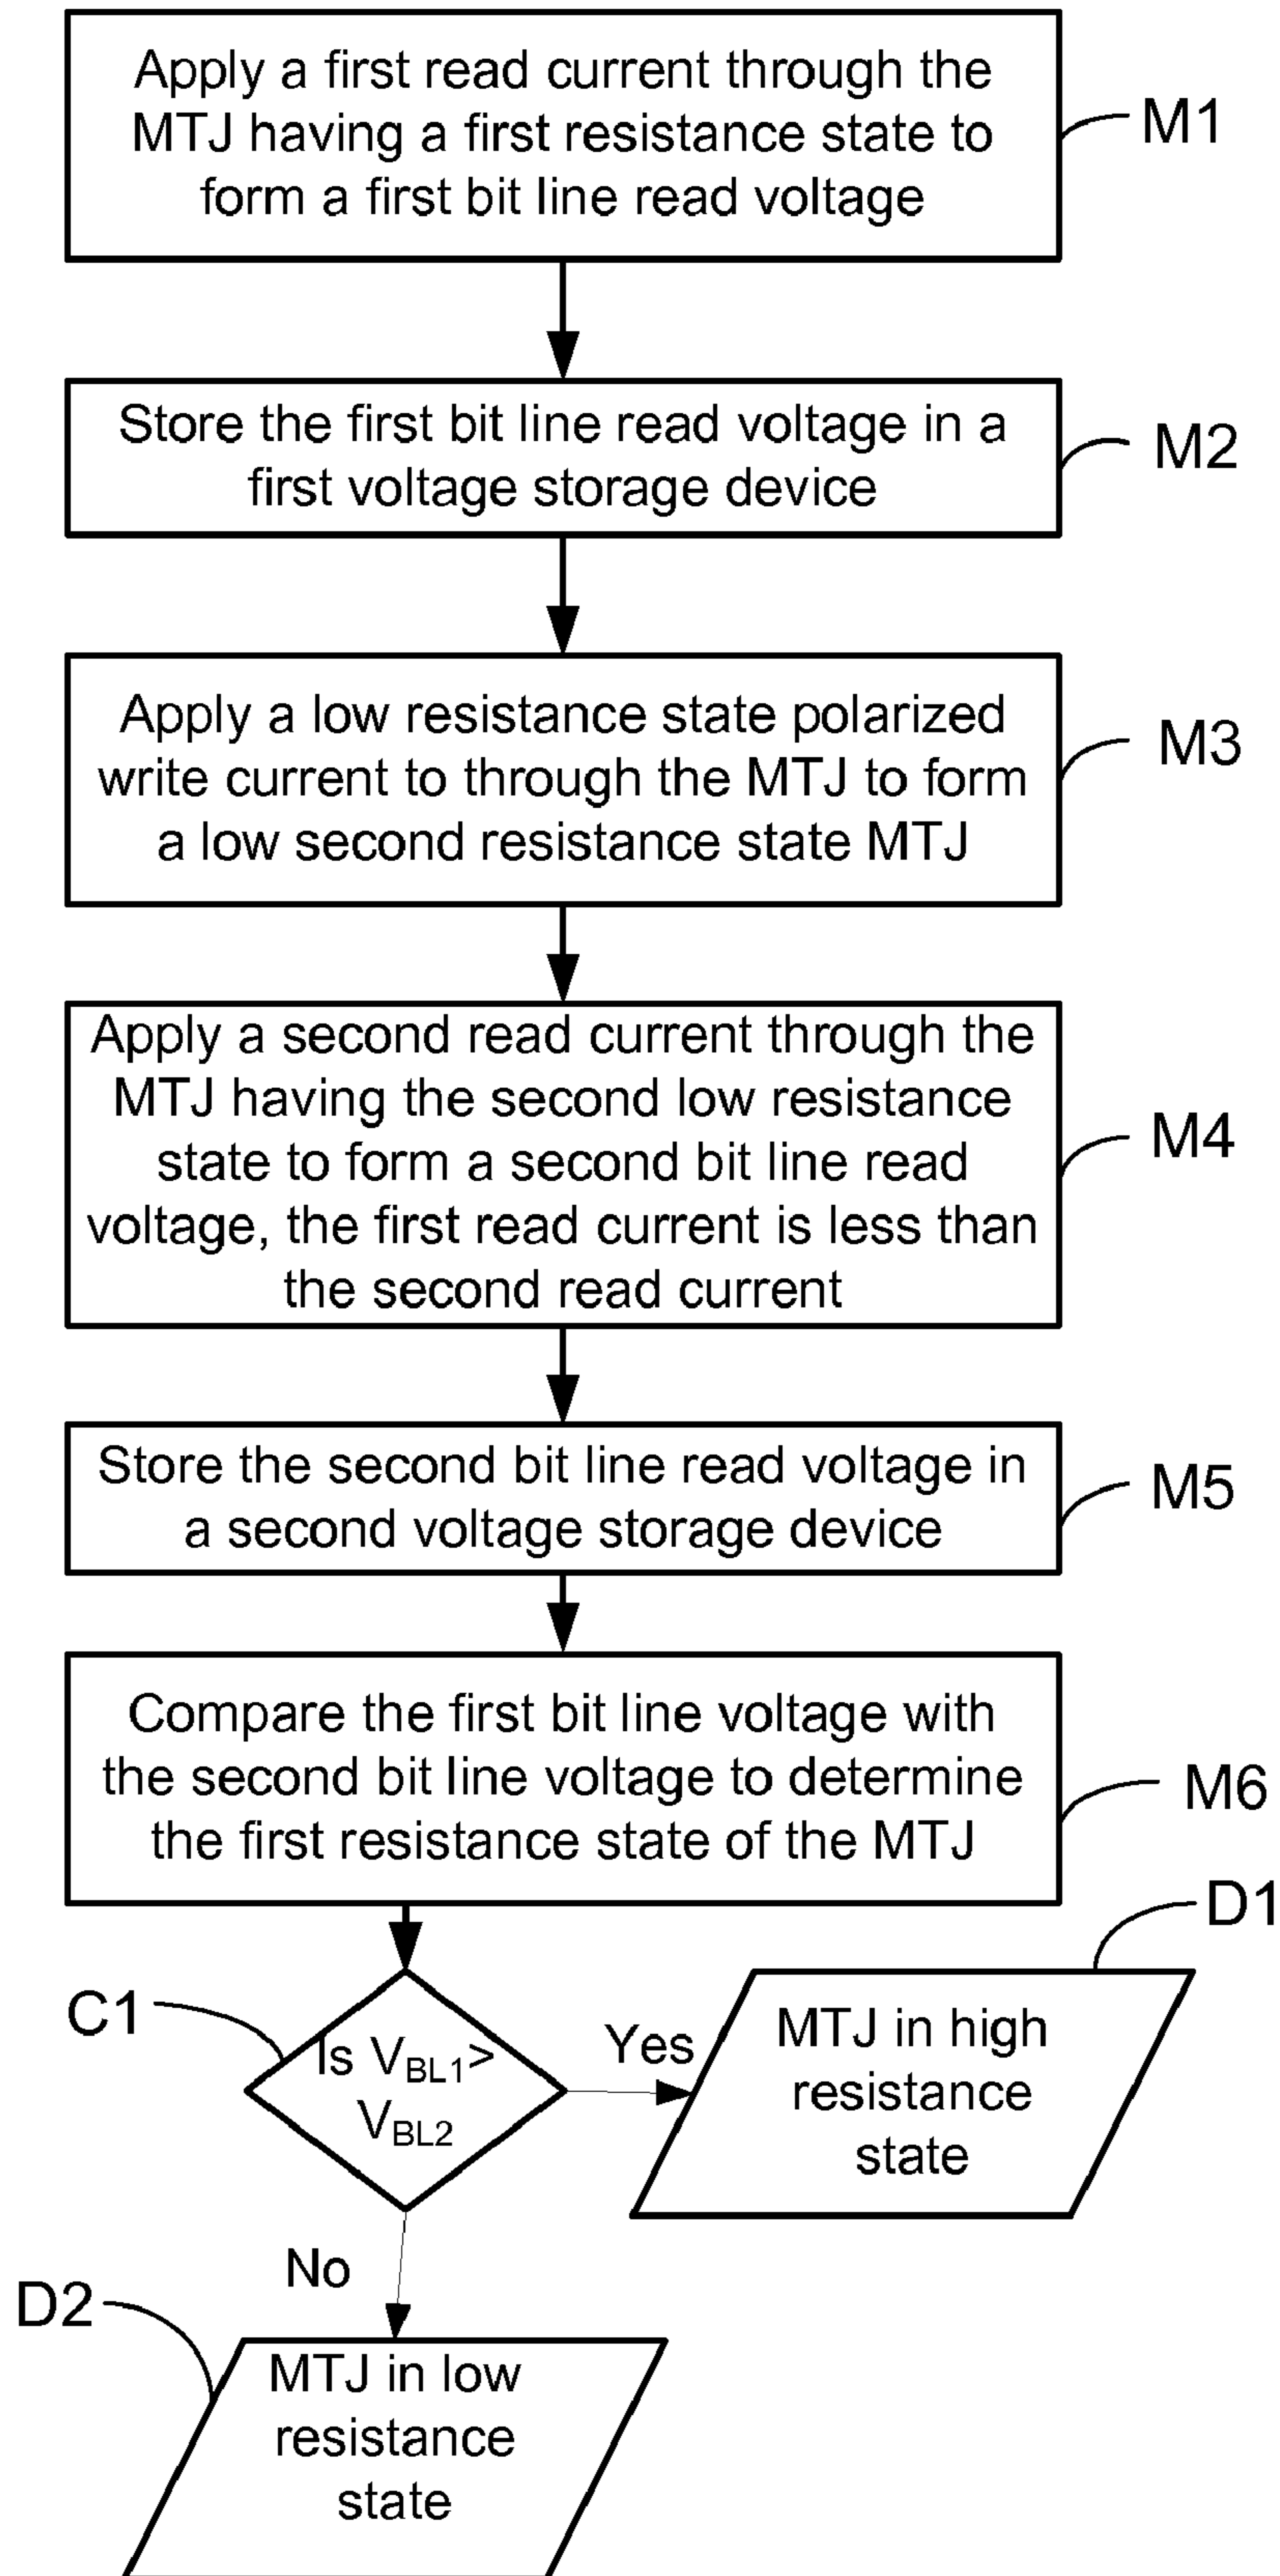 Apply a first read current through the
MTJ having a first resistance state to
form a first bit line read voltage
M1
Store the first bit line read voltage in a
first voltage storage device
M2
Apply a low resistance state polarized
write current to through the MTJ to form
a low second resistance state MTJ
M3
Apply a second read current through the
MTJ having the second low resistance
state to form a second bit line read
voltage, the first read current is less than
the second read current
M4
Store the second bit line read voltage in
a second voltage storage device
M5
Compare the first bit line voltage with
the second bit line voltage to determine
the first resistance state of the MTJ
M6
D1
C1
Is VBL1>
VBL2
Yes
MTJ in high
resistance
state
No
D2
MTJ in low
resistance
state